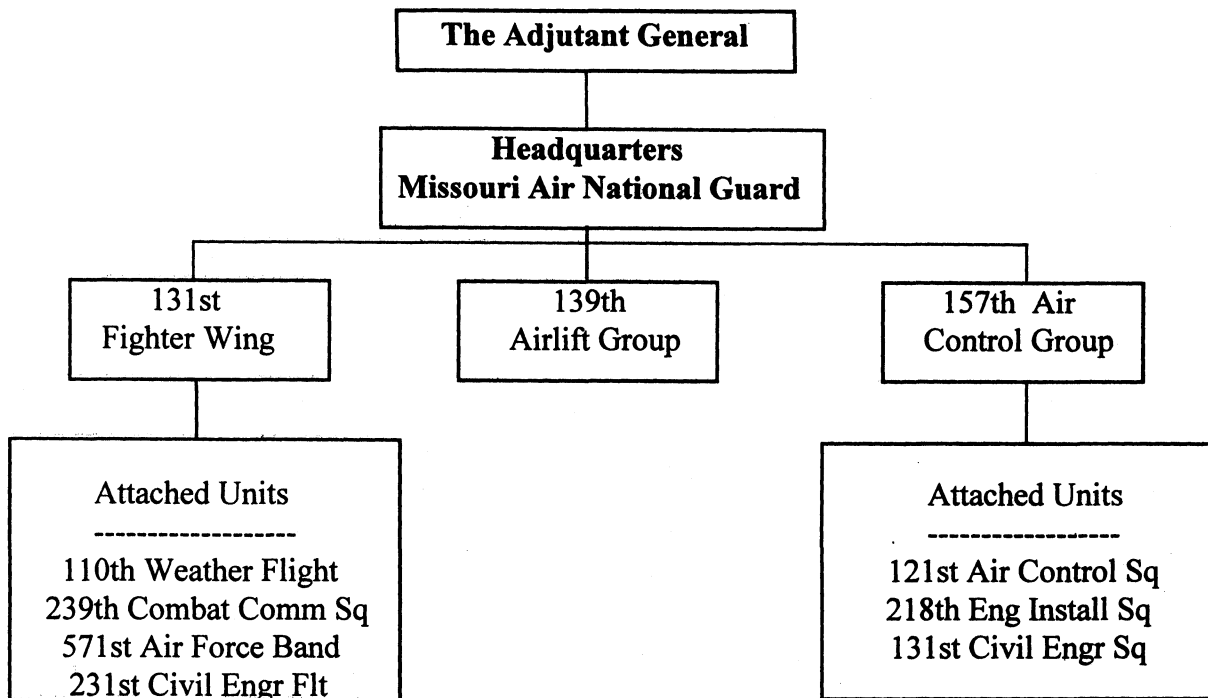 The Adjutant General
Headquarters
Missouri Air National Guard
131st
Fighter Wing
139th
Airlift Group
157th Air
Control Group
Attached Units
-------------------
110th Weather Flight
239th Combat Comm Sq
571st Air Force Band
231st Civil Engr Flt
Attached Units
------------------
121st Air Control Sq
218th Eng Install Sq
131st Civil Engr Sq